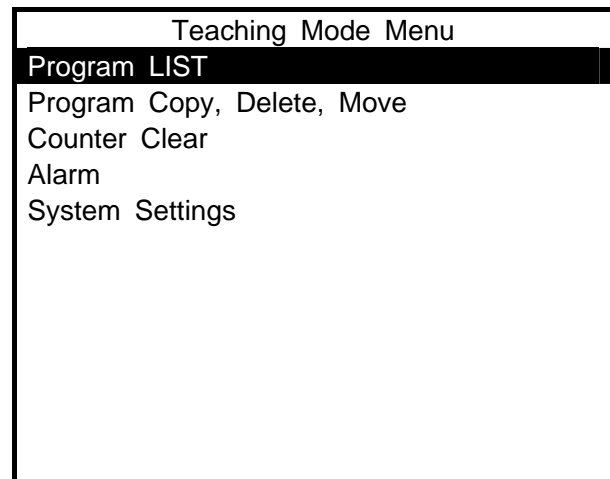 Teaching Mode Menu
Program LIST
Program Copy, Delete, Move
Counter Clear
Alarm
System Settings